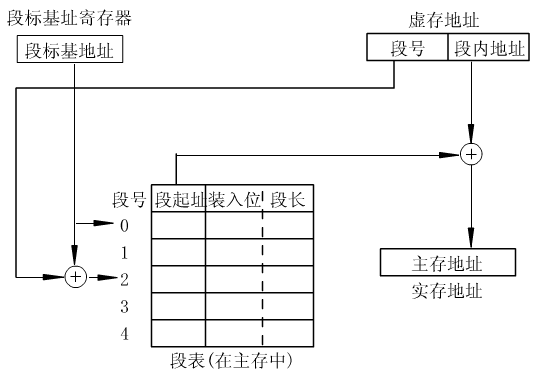 段标基址寄存器
虚存地址
段标基地址
段号
段内地址
+
段号
段起址
装入位
段长
0
1
+
2
3
4
主存地址
实存地址
段表(在主存中)